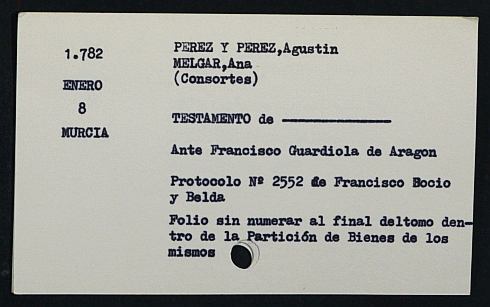 1.782
ENERO
8
MURCIA
PEREZ Y PEREZ,Agustin
MELGAR,Ana
(Consortes)
TESTAMENTO de ———————
Ante Francisco Guardiola de Aragon
Protocolo Nº 2552 de Francisco Bocio
y Belda
Folio sin numerar al final deltomo den-
tro de la Partición de Bienes de los
mismos